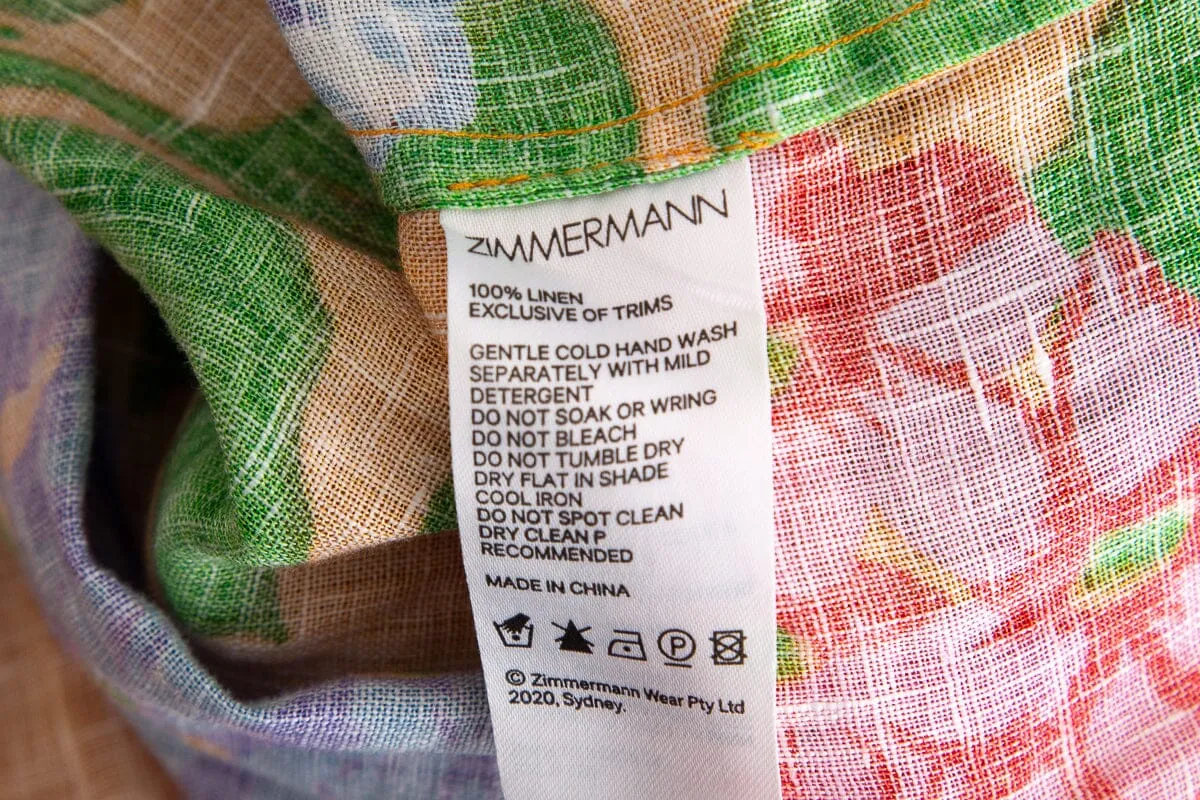 ZIMMERMANN
100% LINEN
EXCLUSIVE OF TRIMS
GENTLE COLD HAND WASH
SEPARATELY WITH MILD
DETERGENT
DO NOT SOAK OR WRING
DO NOT BLEACH
DO NOT TUMBLE DRY
DRY FLAT IN SHADE
COOL IRON
DO NOT SPOT CLEAN
DRY CLEAN P
RECOMMENDED
MADE IN CHINA
P
© Zimmermann Wear Pty Ltd
2020, Sydney.